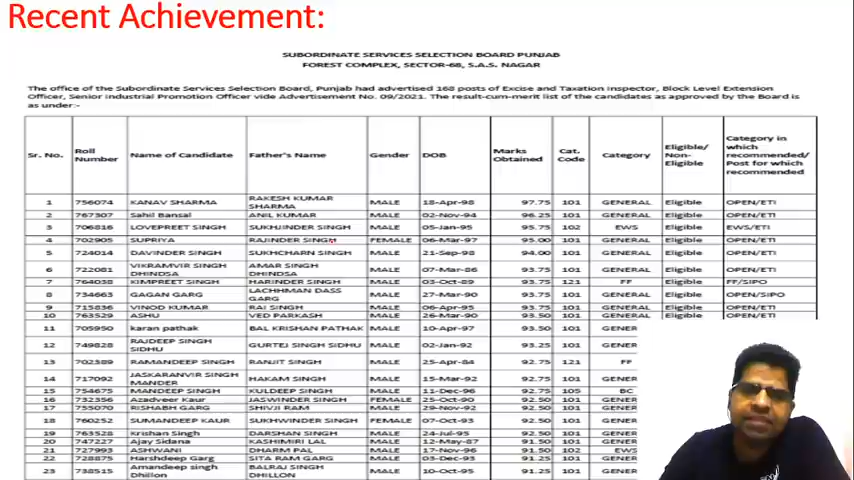 Recent Achievement:
SUBORDINATE SERVICES SELECTION BOARD PUNJAB
FOREST COMPLEX, SECTOR-68, S.A.S. NAGAR
The office of the Subordinate Services Selection Board, Punjab had advertised 168 posts of Excise and Taxation Inspector, Block Level Extension
Officer, Senior Industrial Promotion Officer vide Advertisement No. 09/2021. The result-cum-merit list of the candidates as approved by the Board is
as under:-
Sr. No. Roll Number Name of Candidate Father's Name Gender DOB Marks Obtained Cat. Code Category Eligible/ Non-Eligible Category in which recommended/ Post for which recommended
1 756074 KANAV SHARMA RAKESH KUMAR SHARMA MALE 18-Apr-98 97.75 101 GENERAL Eligible OPEN/ETI
2 767307 Sahil Bansal ANIL KUMAR MALE 02-Nov-94 96.25 101 GENERAL Eligible OPEN/ETI
3 706816 LOVEPREET SINGH SUKHJINDER SINGH MALE 05-Jan-95 95.75 102 EWS Eligible EWS/ETI
4 702905 SUPRIYA RAJINDER SINGH FEMALE 06-Mar-97 95.00 101 GENERAL Eligible OPEN/ETI
5 724014 DAVINDER SINGH SUKHCHARN SINGH MALE 21-Sep-98 94.00 101 GENERAL Eligible OPEN/ETI
6 722081 VIKRAMVIR SINGH DHINDSA AMAR SINGH DHINDSA MALE 07-Mar-86 93.75 101 GENERAL Eligible OPEN/ETI
7 764038 KIMPREET SINGH HARINDER SINGH MALE 03-Oct-89 93.75 121 FF Eligible FF/SIPO
8 734663 GAGAN GARG LACHHMAN DASS GARG MALE 27-Mar-90 93.75 101 GENERAL Eligible OPEN/SIPO
9 715836 VINOD KUMAR RAI SINGH MALE 06-Apr-95 93.75 101 GENERAL Eligible OPEN/ETI
10 763529 ASHU VED PARKASH MALE 26-Mar-90 93.50 101 GENERAL Eligible OPEN/ETI
11 705950 karan pathak BAL KRISHAN PATHAK MALE 10-Apr-97 93.50 101 GENER
12 749828 RAJDEEP SINGH SIDHU GURTEJ SINGH SIDHU MALE 02-Jan-92 93.25 101 GENER
13 702389 RAMANDEEP SINGH RANJIT SINGH MALE 25-Apr-84 92.75 121 FF
14 717092 JASKARANVIR SINGH MANDER HAKAM SINGH MALE 15-Mar-92 92.75 101 GENER
15 754675 MANDEEP SINGH KULDEEP SINGH MALE 11-Dec-96 92.75 105 BC
16 732356 Azadveer Kaur JASWINDER SINGH FEMALE 25-Oct-90 92.50 101 GENER
17 755070 RISHABH GARG SHIVJI RAM MALE 29-Nov-92 92.50 101 GENER
18 760252 SUMANDEEP KAUR SUKHWINDER SINGH FEMALE 07-Oct-93 92.50 101 GENER
19 763528 Krishan Singh DARSHAN SINGH MALE 24-Jul-95 92.50 101 GENER
20 747227 Ajay Sidana KASHMIRI LAL MALE 12-May-87 91.50 101 GENER
21 727993 ASHWANI DHARM PAL MALE 17-Nov-96 91.50 102 EWS
22 728875 Harshdeep Garg SITA RAM GARG MALE 03-Dec-93 91.25 101 GENER
23 738515 Amandeep singh Dhillon BALRAJ SINGH DHILLON MALE 10-Oct-95 91.25 101 GENER